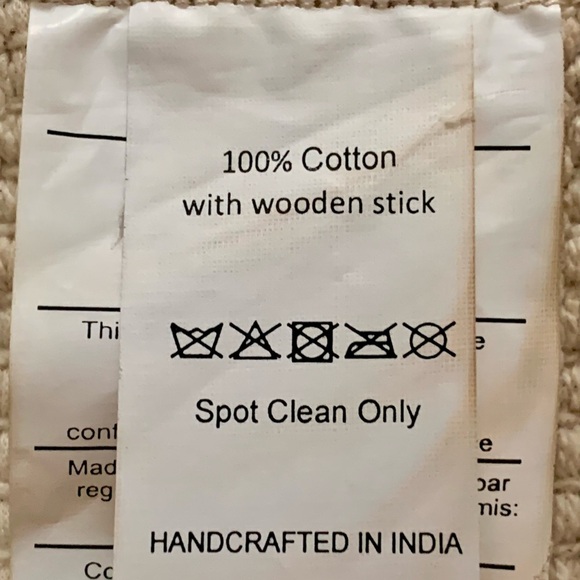 100% Cotton
with wooden stick
Spot Clean Only
HANDCRAFTED IN INDIA